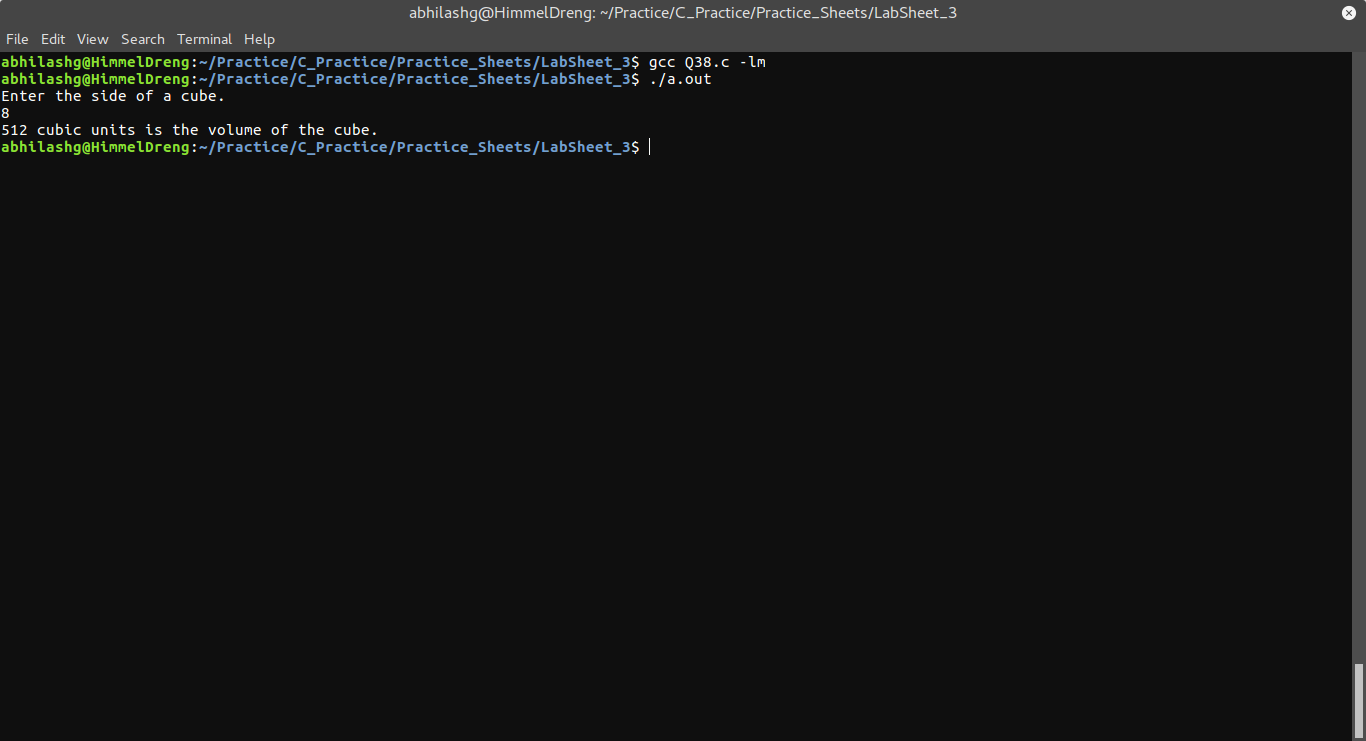 abhilashg@HimmelDreng: ~/Practice/C_Practice/Practice_Sheets/LabSheet_3
File Edit View Search Terminal Help
abhilashg@HimmelDreng:~/Practice/C_Practice/Practice_Sheets/LabSheet_3$ gcc Q38.c -lm
abhilashg@HimmelDreng:~/Practice/C_Practice/Practice_Sheets/LabSheet_3$ ./a.out
Enter the side of a cube.
8
512 cubic units is the volume of the cube.
abhilashg@HimmelDreng:~/Practice/C_Practice/Practice_Sheets/LabSheet_3$